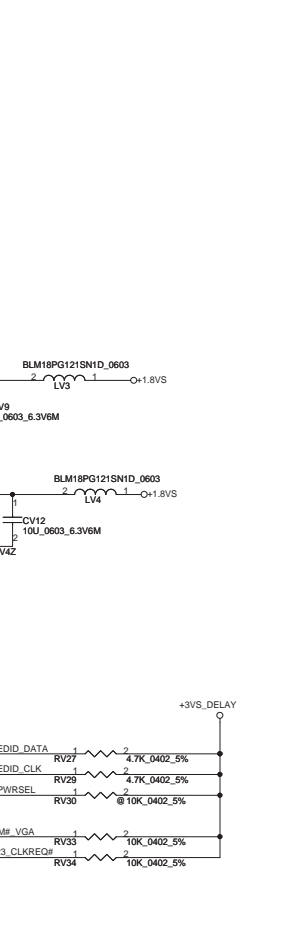 BLM18PG121SN1D_0603
2 1
+1.8VS
LV3
V9
_0603_6.3V6M
BLM18PG121SN1D_0603
2 1
+1.8VS
LV4
1
CV12
10U_0603_6.3V6M
2
V4Z
+3VS_DELAY
EDID_DATA 1 2
RV27 4.7K_0402_5%
EDID_CLK 1 2
RV29 4.7K_0402_5%
PWRSEL 1 2
RV30 @ 10K_0402_5%
M#_VGA 1 2
RV33 10K_0402_5%
3_CLKREQ# 1 2
RV34 10K_0402_5%